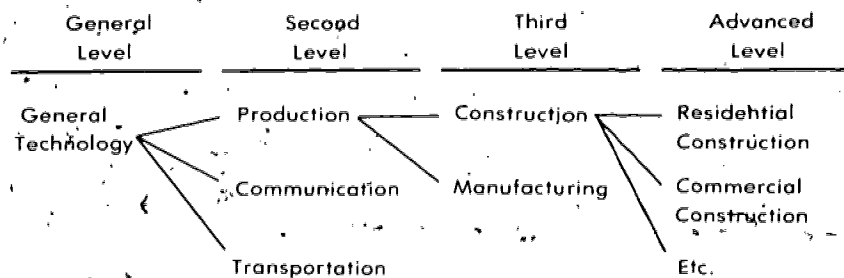 General Second Third Advanced
Level Level Level Level
General Production Construction Residential
Technology Construction
Communication Manufacturing Commercial
Construction
Transportation Etc.